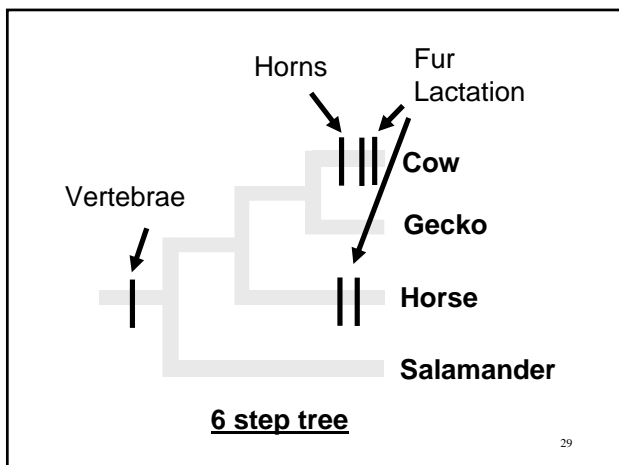 Horns
Fur
Lactation
Vertebrae
Cow
Gecko
Horse
Salamander
6 step tree
29